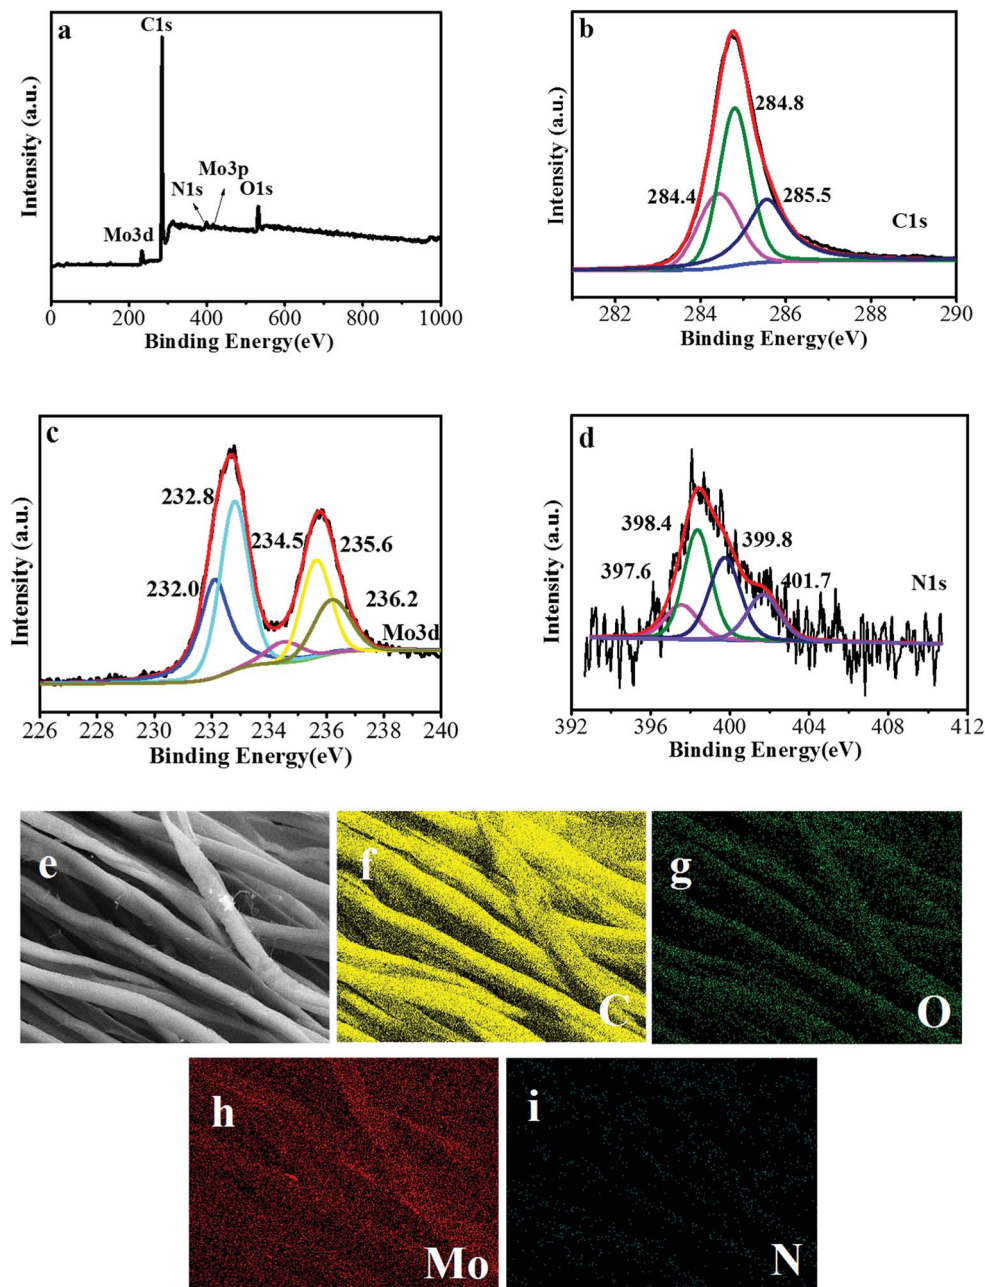 a
C1s
Mo3p
N1s
O1s
Mo3d
Intensity (a.u.)
0 200 400 600 800 1000
Binding Energy(eV)
b
284.8
284.4
285.5
C1s
Intensity (a.u.)
282 284 286 288 290
Binding Energy(eV)
c
232.8
234.5
235.6
232.0
236.2
Mo3d
Intensity (a.u.)
226 228 230 232 234 236 238 240
Binding Energy(eV)
d
398.4
399.8
397.6
401.7
N1s
Intensity (a.u.)
392 396 400 404 408 412
Binding Energy(eV)
e
f
C
g
O
h
Mo
i
N